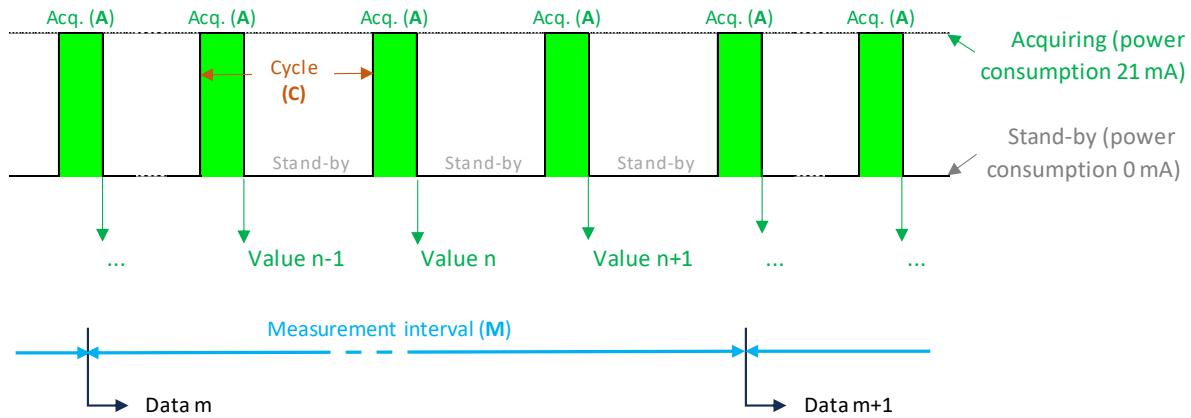 Acq. (A) Acq. (A) Acq. (A) Acq. (A) Acq. (A) Acq. (A)
Acquiring (power
consumption 21 mA)
Cycle
(C)
Stand-by Stand-by Stand-by
Stand-by (power
consumption 0 mA)
... Value n-1 Value n Value n+1 ... ...
Measurement interval (M)
Data m Data m+1